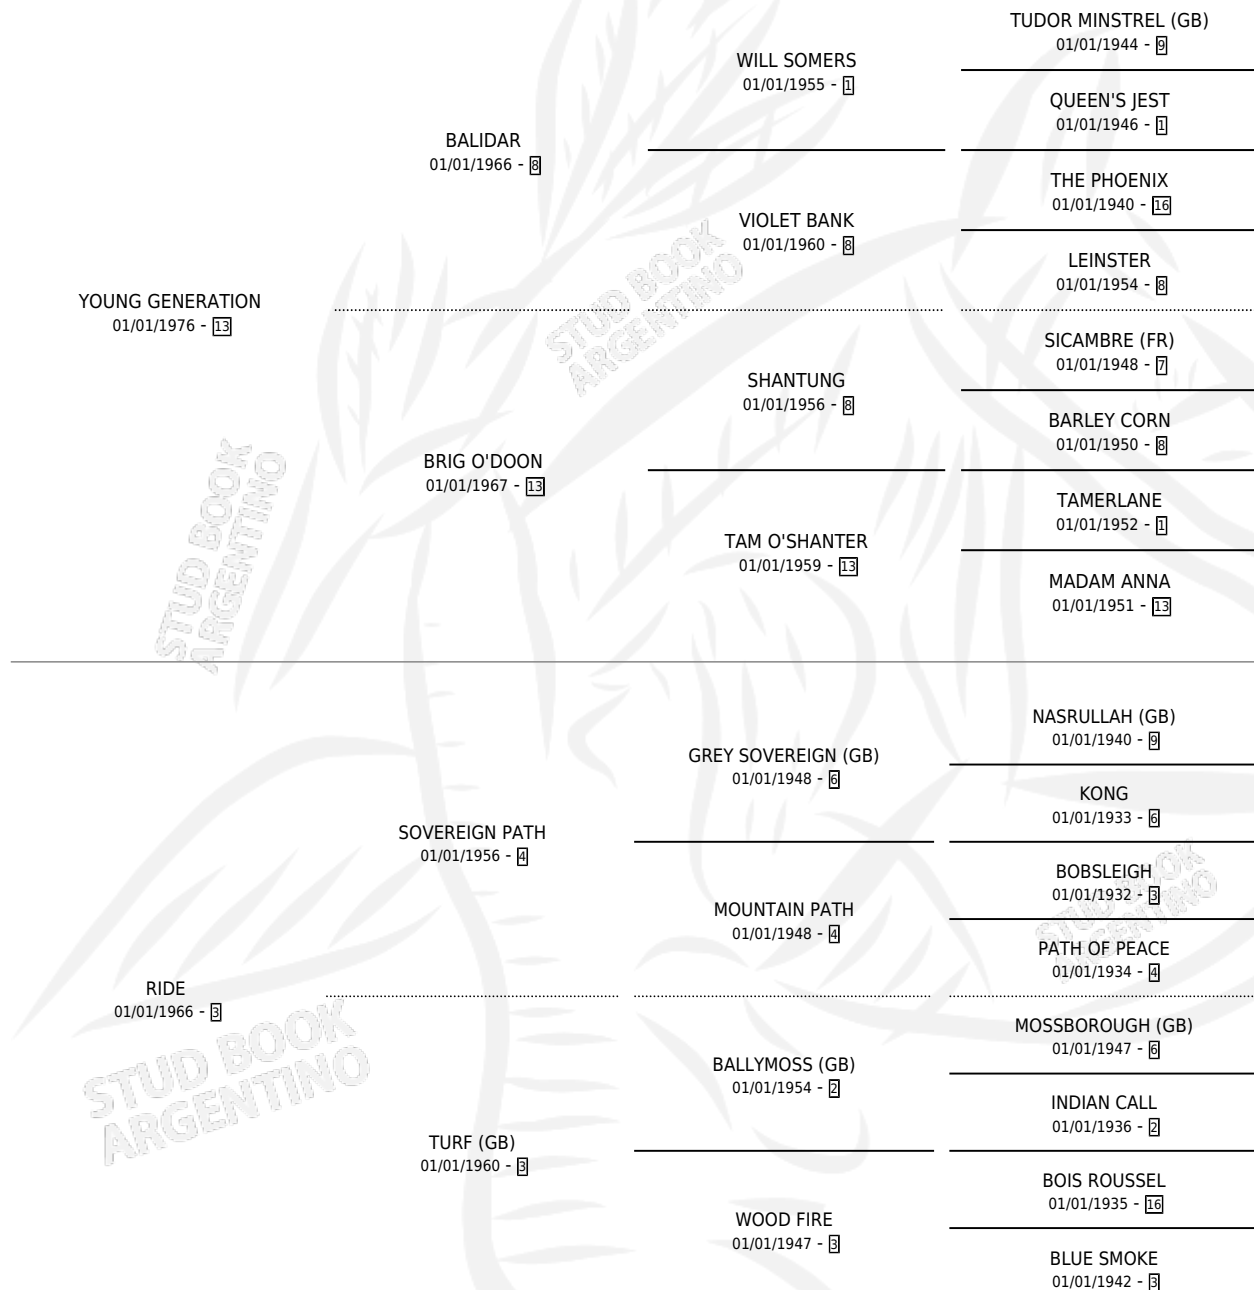 TUDOR MINSTREL (GB)
01/01/1944 - 9
WILL SOMERS
01/01/1955 - 1
QUEEN'S JEST
01/01/1946 - 1
BALIDAR
01/01/1966 - 8
THE PHOENIX
01/01/1940 - 16
VIOLET BANK
01/01/1960 - 8
LEINSTER
01/01/1954 - 8
YOUNG GENERATION
01/01/1976 - 13
STUD BOOK
ARGENTINO
SICAMBRE (FR)
01/01/1948 - 7
SHANTUNG
01/01/1956 - 8
BARLEY CORN
01/01/1950 - 8
BRIG O'DOON
01/01/1967 - 13
TAMERLANE
01/01/1952 - 1
TAM O'SHANTER
01/01/1959 - 13
MADAM ANNA
01/01/1951 - 13
STUD BOOK
ARGENTINO
NASRULLAH (GB)
01/01/1940 - 9
GREY SOVEREIGN (GB)
01/01/1948 - 6
KONG
01/01/1933 - 6
SOVEREIGN PATH
01/01/1956 - 4
BOBSLEIGH
01/01/1932 - 3
MOUNTAIN PATH
01/01/1948 - 4
STUD BOOK
ARGENTINO
PATH OF PEACE
01/01/1934 - 4
RIDE
01/01/1966 - 3
MOSSBOROUGH (GB)
01/01/1947 - 6
BALLYMOSS (GB)
01/01/1954 - 2
STUD BOOK
ARGENTINO
INDIAN CALL
01/01/1936 - 2
TURF (GB)
01/01/1960 - 3
BOIS ROUSSEL
01/01/1935 - 16
WOOD FIRE
01/01/1947 - 3
BLUE SMOKE
01/01/1942 - 3